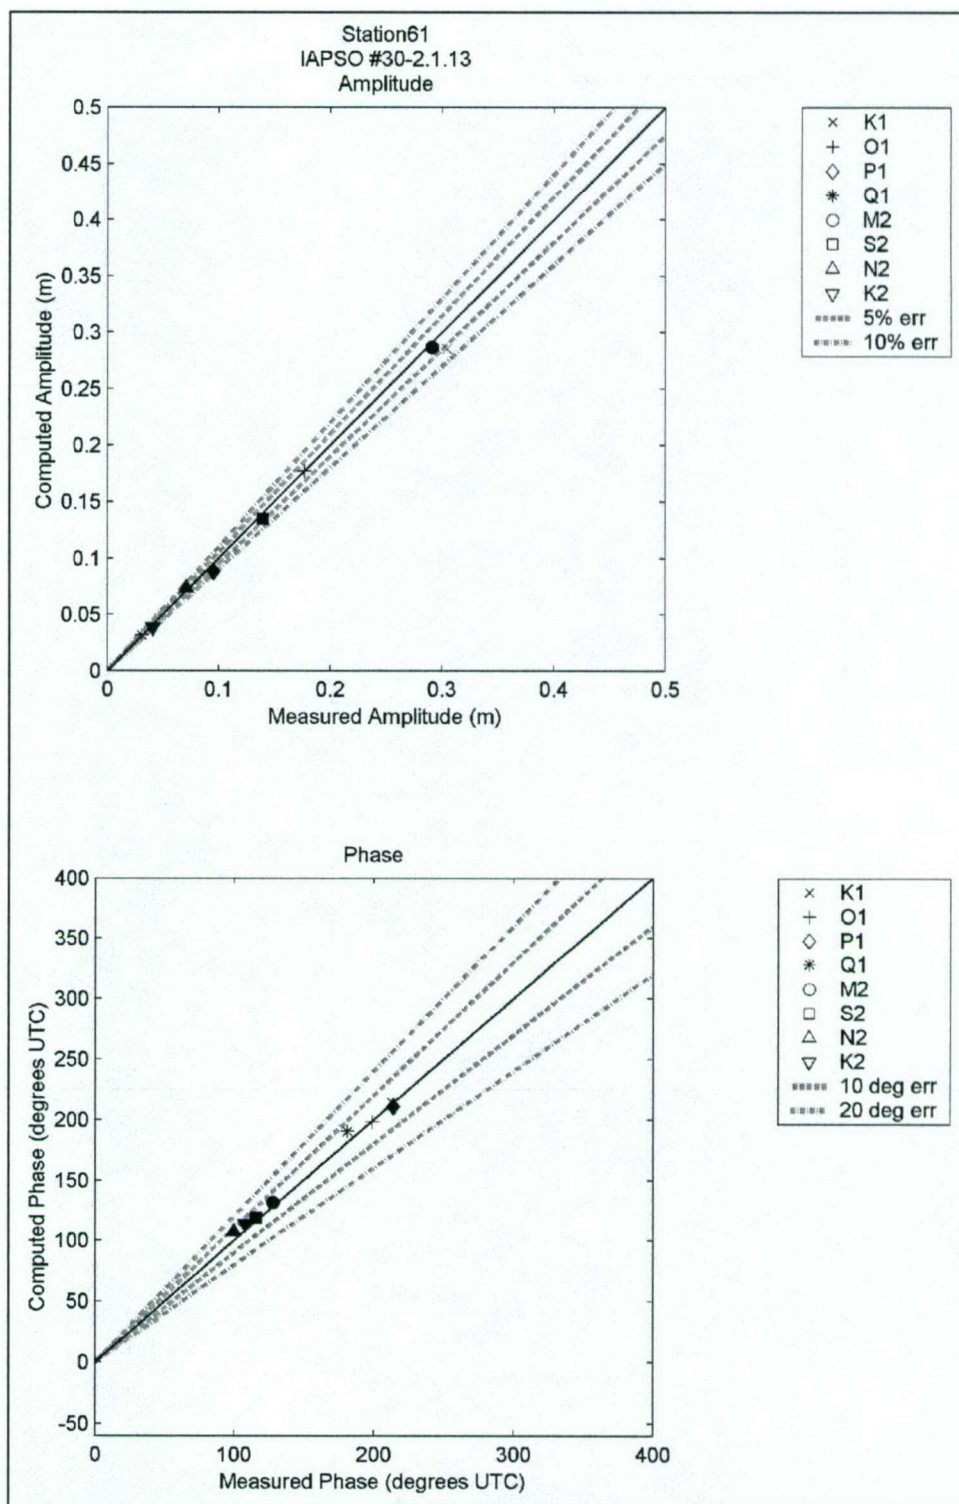 Station61
IAPSO #30-2.1.13
Amplitude
0.5
0.45
0.4
0.35
0.3
0.25
0.2
0.15
0.1
0.05
0
Computed Amplitude (m)
0 0.1 0.2 0.3 0.4 0.5
Measured Amplitude (m)
K1
O1
P1
Q1
M2
S2
N2
K2
5% err
10% err
Phase
400
350
300
250
200
150
100
50
0
-50
Computed Phase (degrees UTC)
0 100 200 300 400
Measured Phase (degrees UTC)
K1
O1
P1
Q1
M2
S2
N2
K2
10 deg err
20 deg err